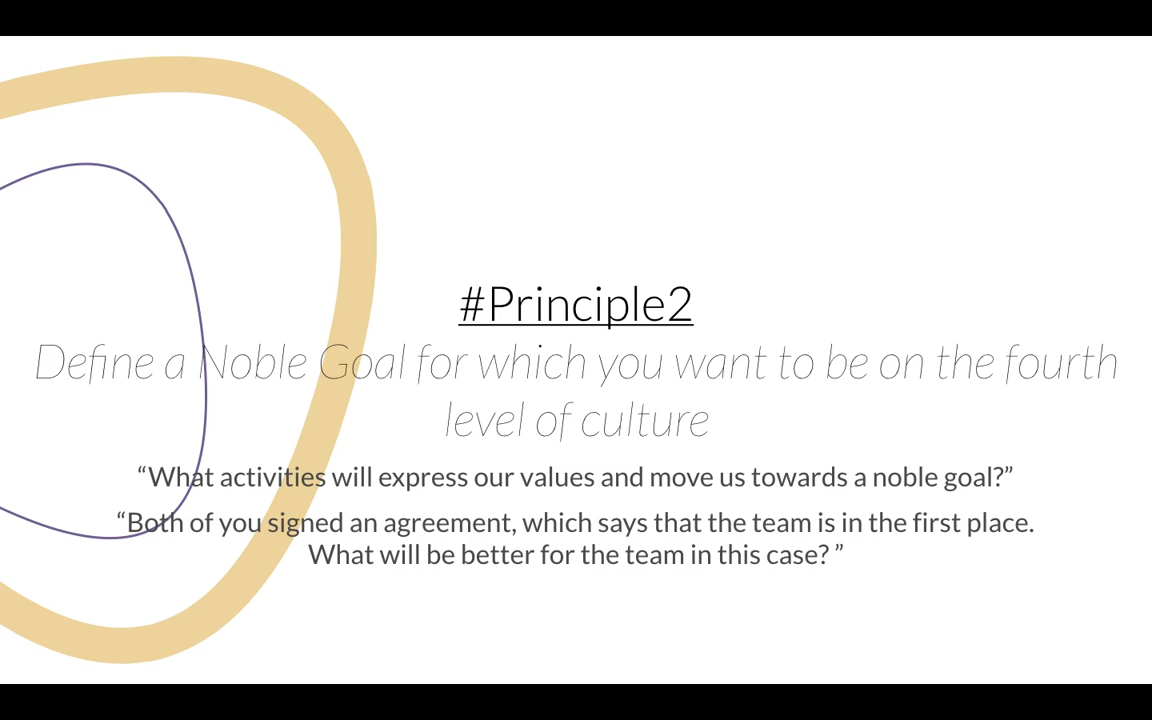 #Principle2
Define a Noble Goal for which you want to be on the fourth
level of culture
“What activities will express our values and move us towards a noble goal?”
“Both of you signed an agreement, which says that the team is in the first place.
What will be better for the team in this case? ”